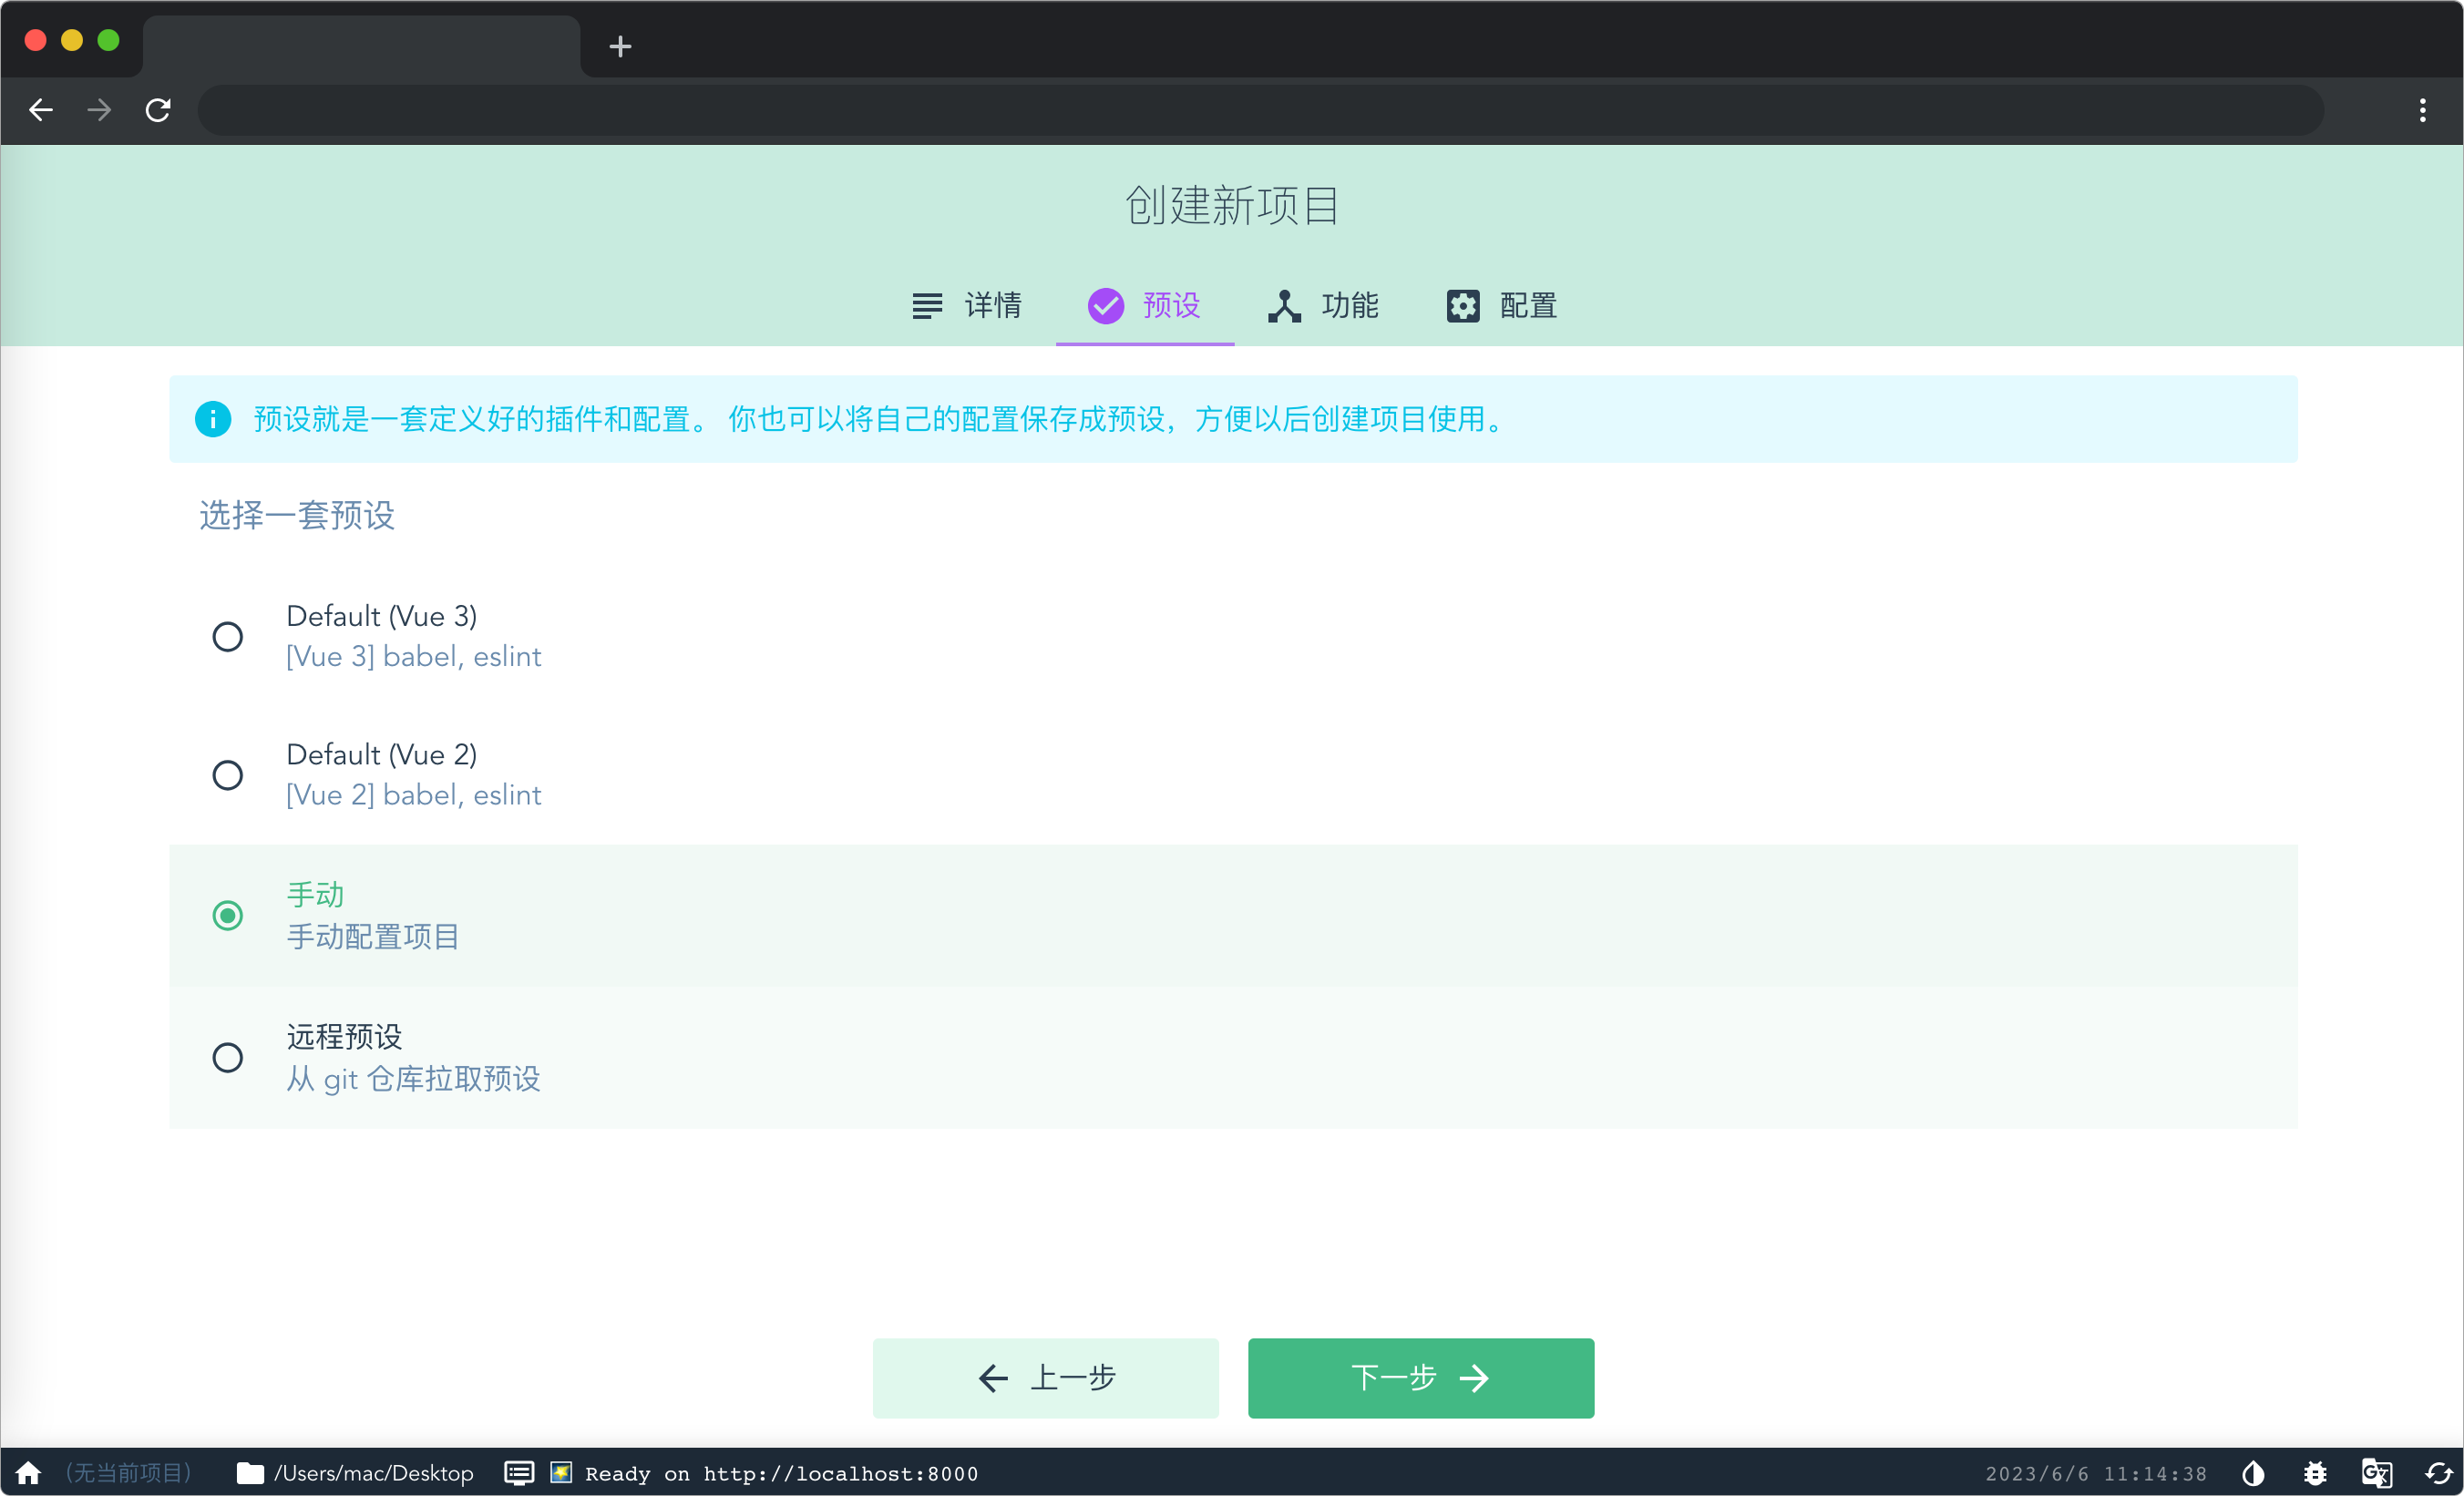 创建新项目
详情 预设 功能 配置
预设就是一套定义好的插件和配置。 你也可以将自己的配置保存成预设，方便以后创建项目使用。
选择一套预设
Default (Vue 3)
[Vue 3] babel, eslint
Default (Vue 2)
[Vue 2] babel, eslint
手动
手动配置项目
远程预设
从 git 仓库拉取预设
上一步 下一步
(无当前项目) /Users/mac/Desktop Ready on http://localhost:8000 2023/6/6 11:14:38